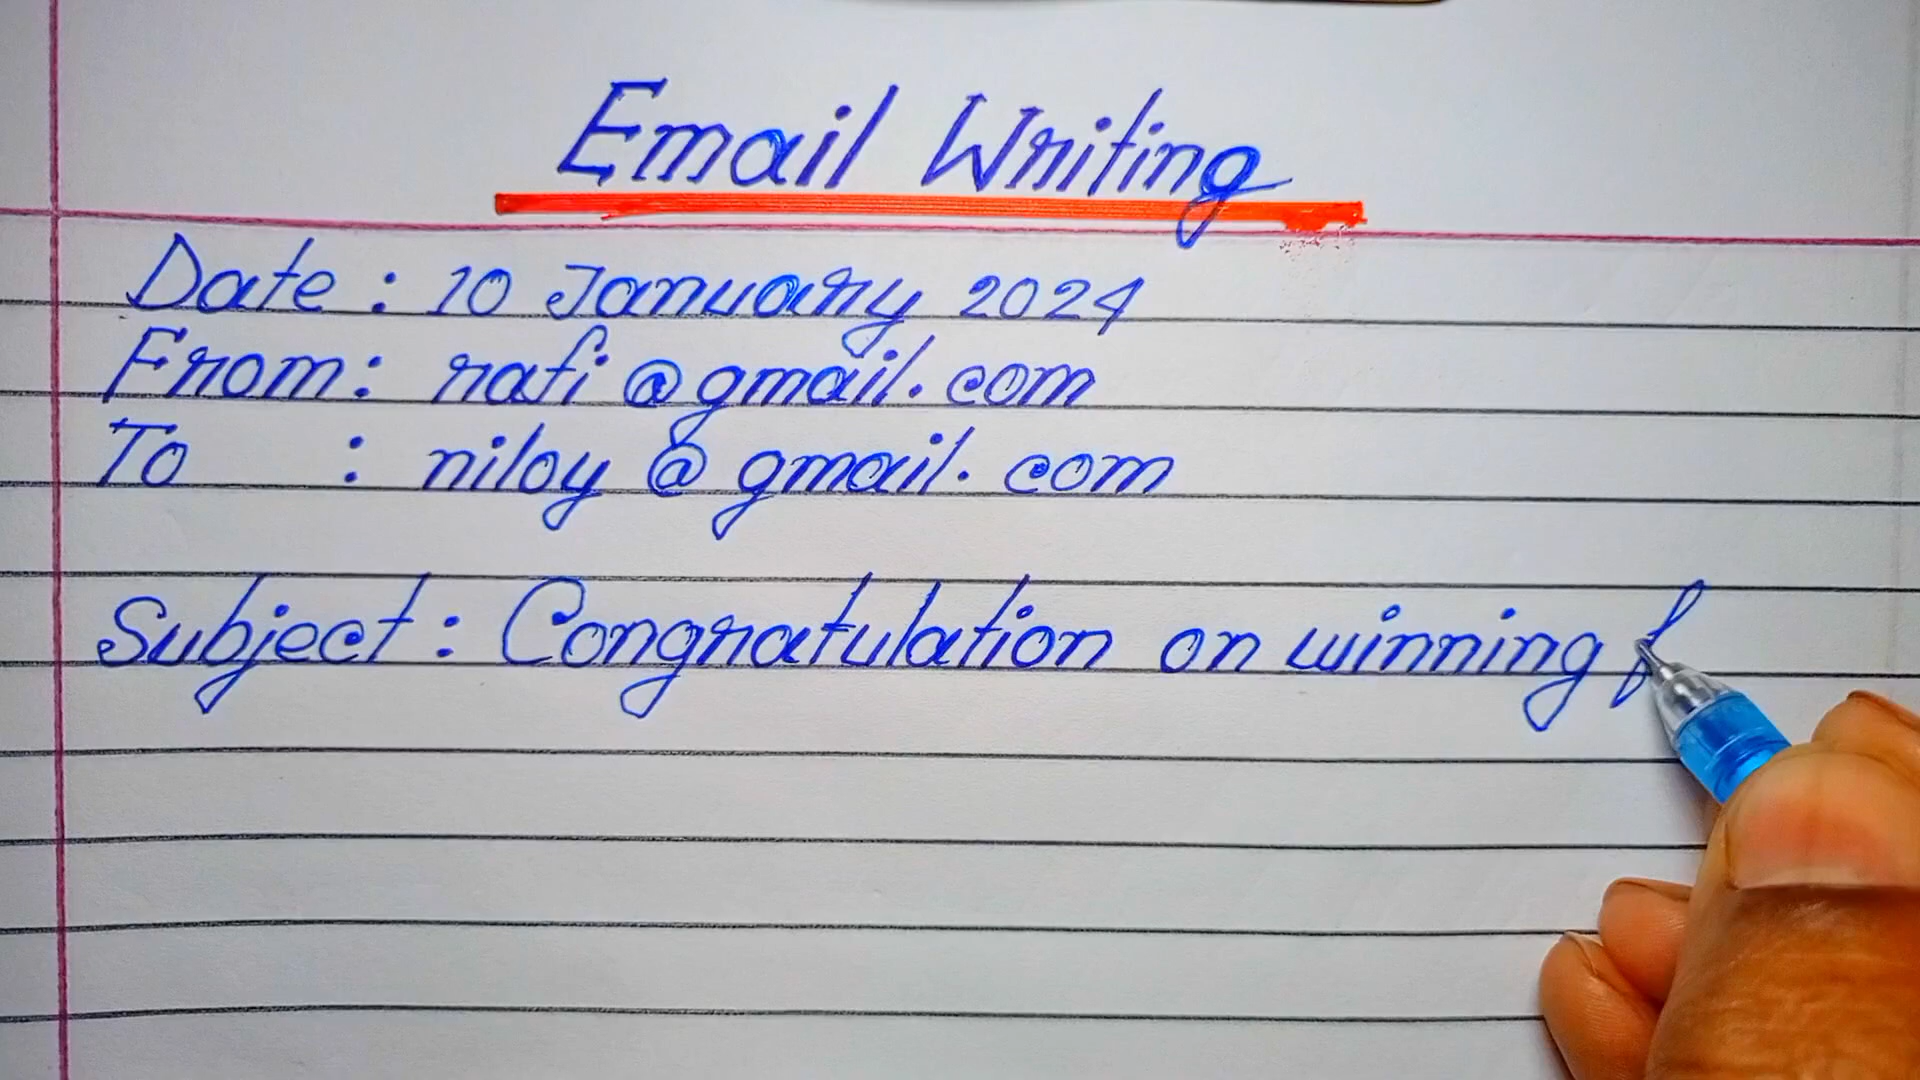 Email Writing
Date : 10 January 2024
From : rafi @gmail.com
To : niloy @ gmail. com
Subject : Congratulation on winning f